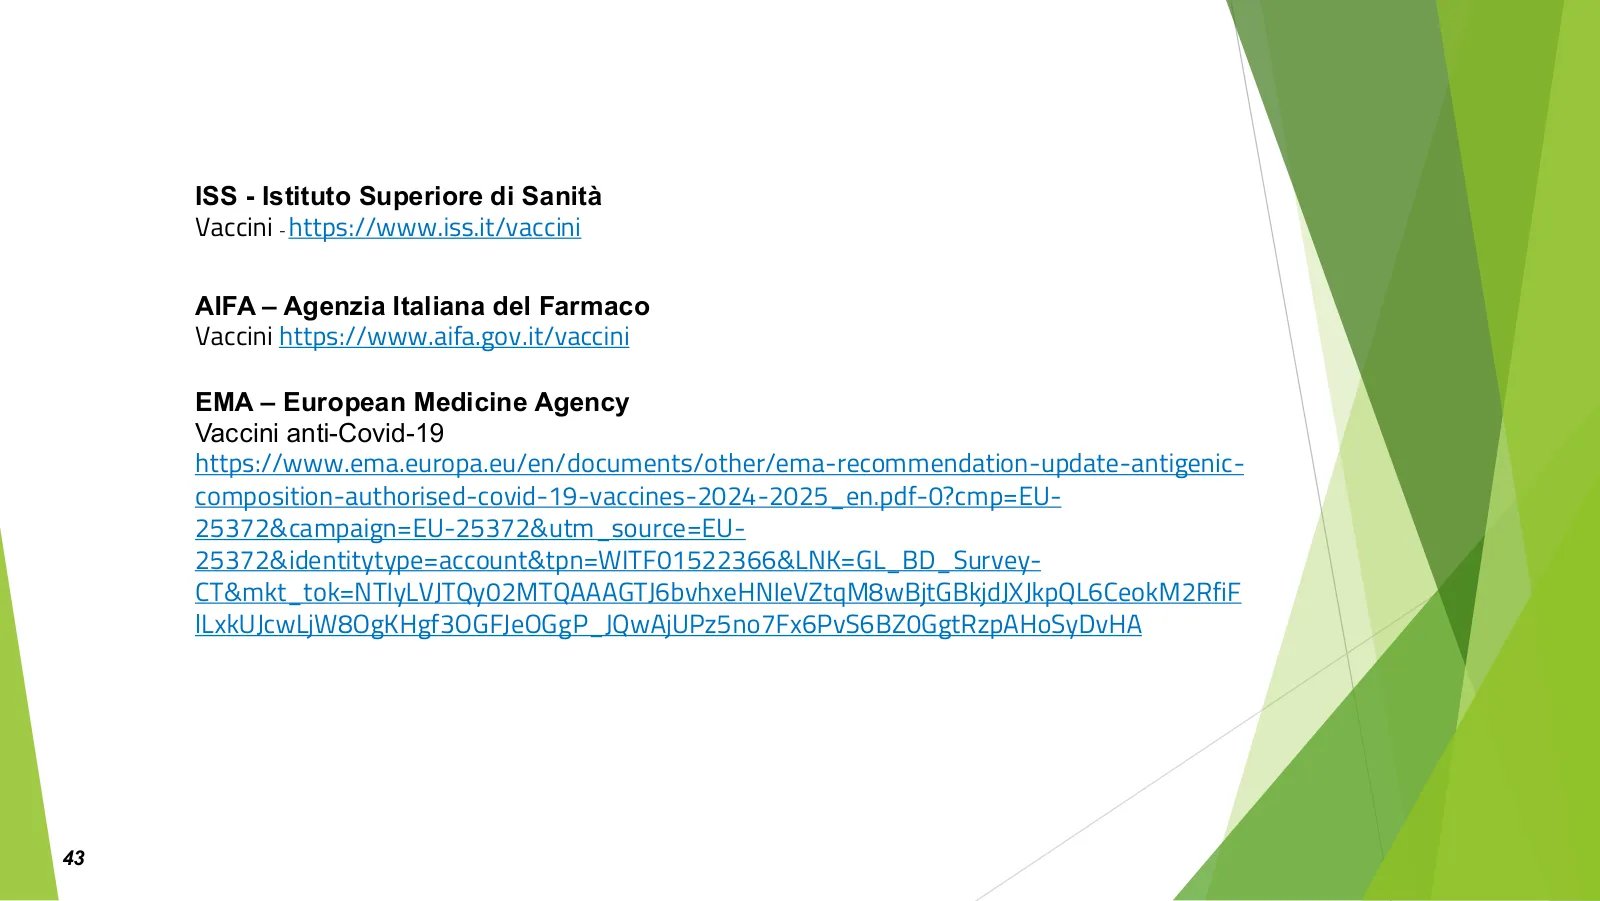 ISS - Istituto Superiore di Sanità
Vaccini - https://www.iss.it/vaccini
AIFA – Agenzia Italiana del Farmaco
Vaccini https://www.aifa.gov.it/vaccini
EMA – European Medicine Agency
Vaccini anti-Covid-19
https://www.ema.europa.eu/en/documents/other/ema-recommendation-update-antigenic-
composition-authorised-covid-19-vaccines-2024-2025_en.pdf-0?cmp=EU-
25372&campaign=EU-25372&utm_source=EU-
25372&identitytype=account&tpn=WITF01522366&LNK=GL_BD_Survey-
CT&mkt_tok=NTIyLVJTQy02MTQAAAGTJ6bvhxeHNIeVZtqM8wBjtGBkjdJXJkpQL6CeokM2RfiF
lLxkUJcwLjW8OgKHgf3OGFJeOGgP_JQwAjUPz5no7Fx6PvS6BZ0GgtRzpAHoSyDvHA
43